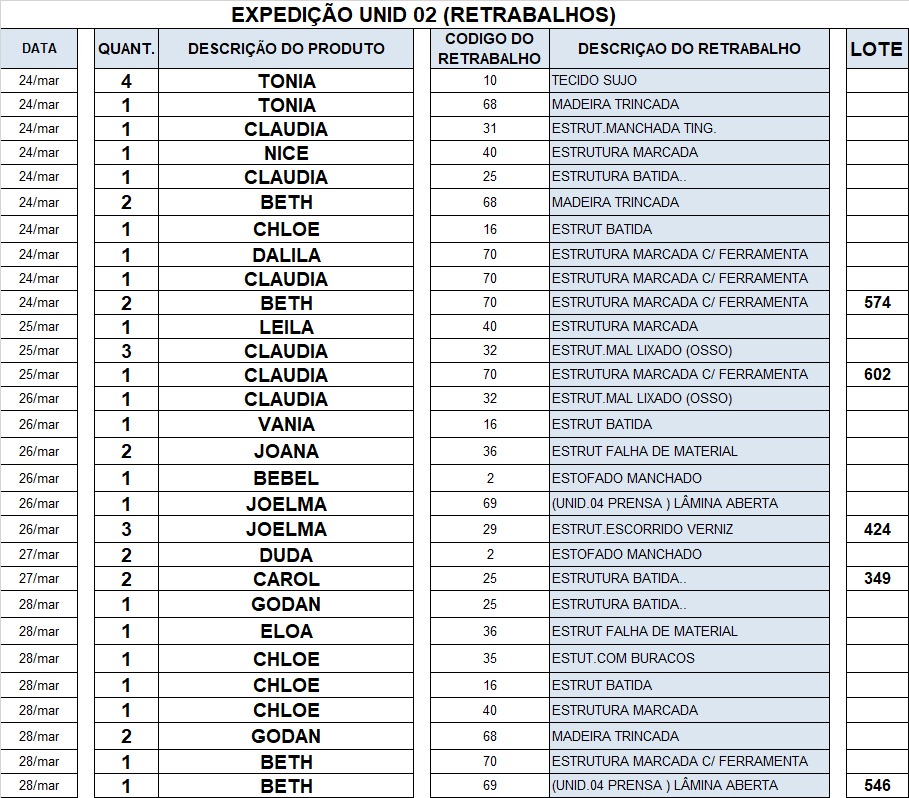 EXPEDIÇÃO UNID 02 (RETRABALHOS)
DATA QUANT. DESCRIÇÃO DO PRODUTO CODIGO DO RETRABALHO DESCRIÇAO DO RETRABALHO LOTE
24/mar 4 TONIA 10 TECIDO SUJO
24/mar 1 TONIA 68 MADEIRA TRINCADA
24/mar 1 CLAUDIA 31 ESTRUT.MANCHADA TING.
24/mar 1 NICE 40 ESTRUTURA MARCADA
24/mar 1 CLAUDIA 25 ESTRUTURA BATIDA..
24/mar 2 BETH 68 MADEIRA TRINCADA
24/mar 1 CHLOE 16 ESTRUT BATIDA
24/mar 1 DALILA 70 ESTRUTURA MARCADA C/ FERRAMENTA
24/mar 1 CLAUDIA 70 ESTRUTURA MARCADA C/ FERRAMENTA
24/mar 2 BETH 70 ESTRUTURA MARCADA C/ FERRAMENTA 574
25/mar 1 LEILA 40 ESTRUTURA MARCADA
25/mar 3 CLAUDIA 32 ESTRUT.MAL LIXADO (OSSO)
25/mar 1 CLAUDIA 70 ESTRUTURA MARCADA C/ FERRAMENTA 602
26/mar 1 CLAUDIA 32 ESTRUT.MAL LIXADO (OSSO)
26/mar 1 VANIA 16 ESTRUT BATIDA
26/mar 2 JOANA 36 ESTRUT FALHA DE MATERIAL
26/mar 1 BEBEL 2 ESTOFADO MANCHADO
26/mar 1 JOELMA 69 (UNID.04 PRENSA ) LÂMINA ABERTA
26/mar 3 JOELMA 29 ESTRUT.ESCORRIDO VERNIZ 424
27/mar 2 DUDA 2 ESTOFADO MANCHADO
27/mar 2 CAROL 25 ESTRUTURA BATIDA.. 349
28/mar 1 GODAN 25 ESTRUTURA BATIDA..
28/mar 1 ELOA 36 ESTRUT FALHA DE MATERIAL
28/mar 1 CHLOE 35 ESTUT.COM BURACOS
28/mar 1 CHLOE 16 ESTRUT BATIDA
28/mar 1 CHLOE 40 ESTRUTURA MARCADA
28/mar 2 GODAN 68 MADEIRA TRINCADA
28/mar 1 BETH 70 ESTRUTURA MARCADA C/ FERRAMENTA
28/mar 1 BETH 69 (UNID.04 PRENSA ) LÂMINA ABERTA 546